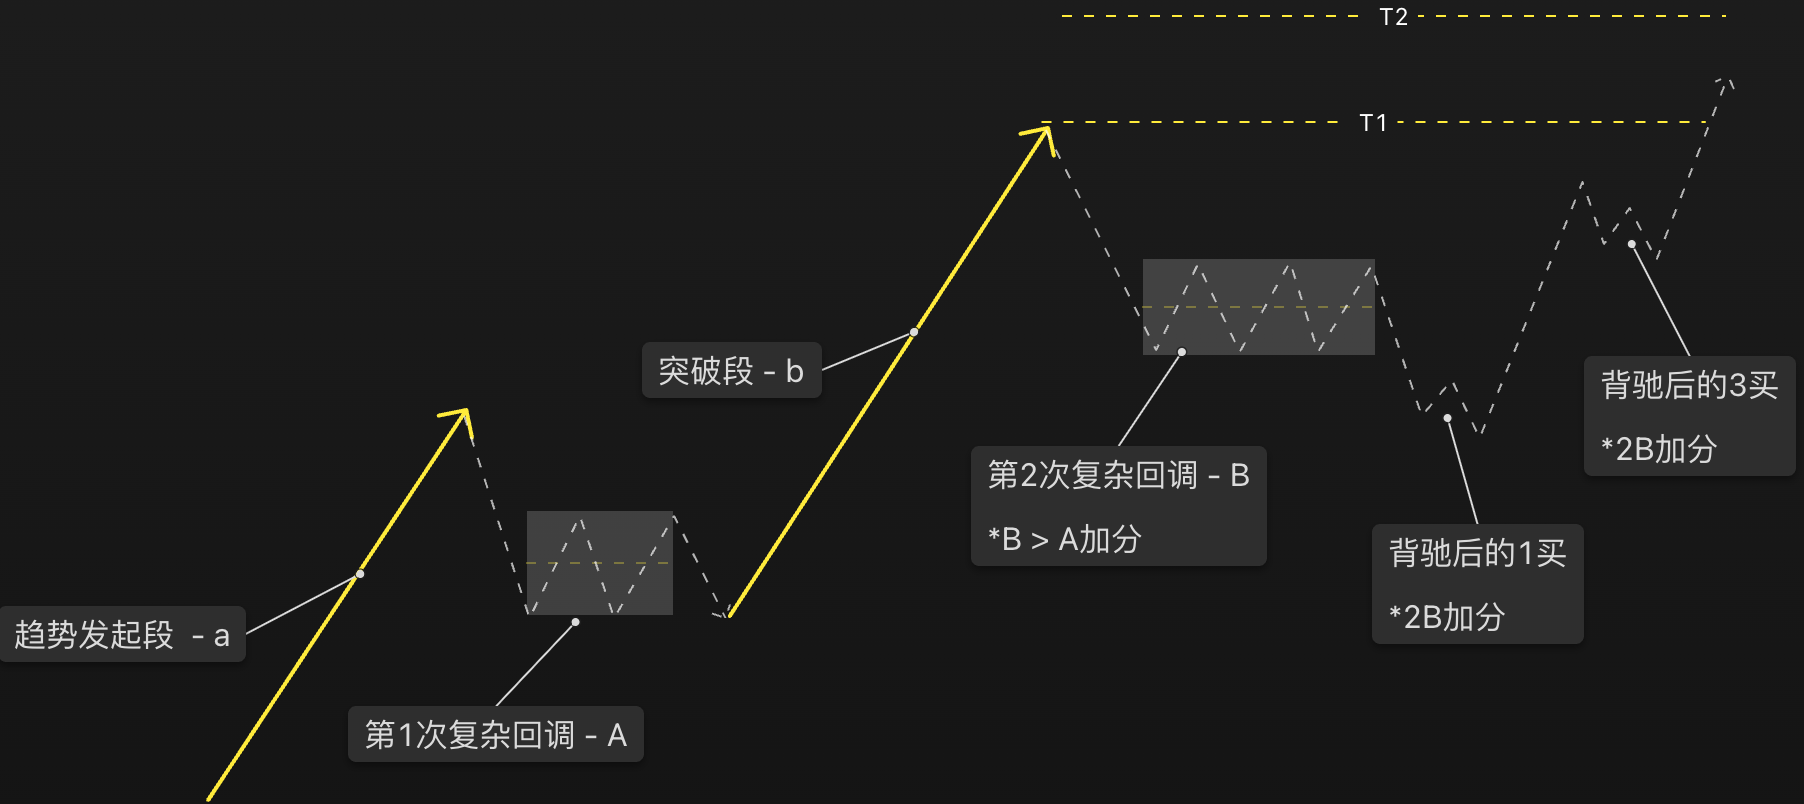 T2
T1
突破段 - b
背驰后的3买
*2B加分
第2次复杂回调 - B
*B > A加分
背驰后的1买
*2B加分
趋势发起段 - a
第1次复杂回调 - A